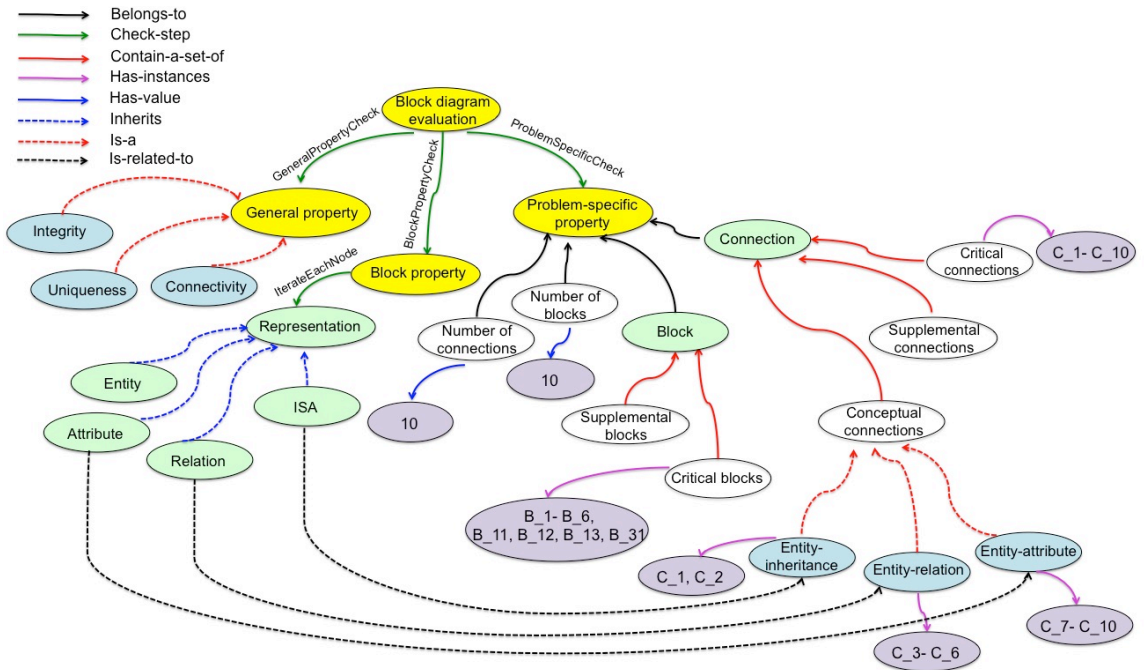 Belongs-to
Check-step
Contain-a-set-of
Has-instances
Has-value
Inherits
Is-a
Is-related-to
Block diagram
evaluation
GeneralPropertyCheck
BlockPropertyCheck
ProblemSpecificCheck
General property
Problem-specific
property
Integrity
Uniqueness
Connectivity
IterateEachNode
Block property
Connection
Critical
connections
C_1- C_10
Representation
Number of
connections
Number of
blocks
Block
Supplemental
connections
Entity
Attribute
Relation
ISA
10
10
Supplemental
blocks
Conceptual
connections
Critical blocks
B_1- B_6,
B_11, B_12, B_13, B_31
Entity-
inheritance
Entity-relation
Entity-attribute
C_1, C_2
C_3- C_6
C_7- C_10